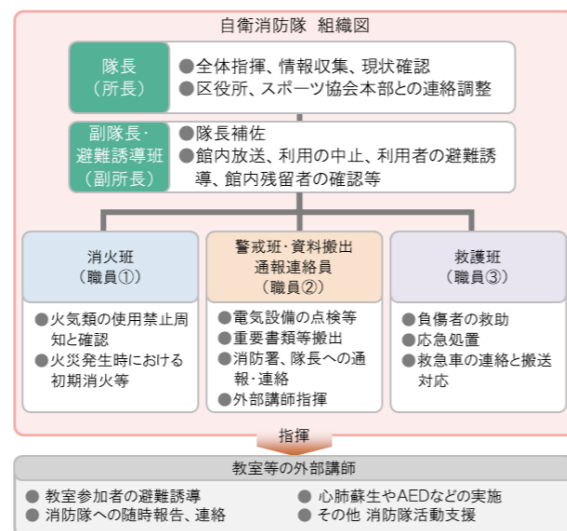 自衛消防隊 組織図
隊長
(所長)
●全体指揮、情報収集、現状確認
●区役所、スポーツ協会本部との連絡調整
副隊長・
避難誘導班
(副所長)
●隊長補佐
●館内放送、利用の中止、利用者の避難誘
導、館内残留者の確認等
消火班
(職員①)
●火気類の使用禁止周
知と確認
●火災発生時における
初期消火等
警戒班・資料搬出
通報連絡員
(職員②)
●電気設備の点検等
●重要書類等搬出
●消防署、隊長への通
報・連絡
●外部講師指揮
救護班
(職員③)
●負傷者の救助
●応急処置
●救急車の連絡と搬送
対応
指揮
教室等の外部講師
● 教室参加者の避難誘導
● 消防隊への随時報告、連絡
● 心肺蘇生やAEDなどの実施
● その他 消防隊活動支援